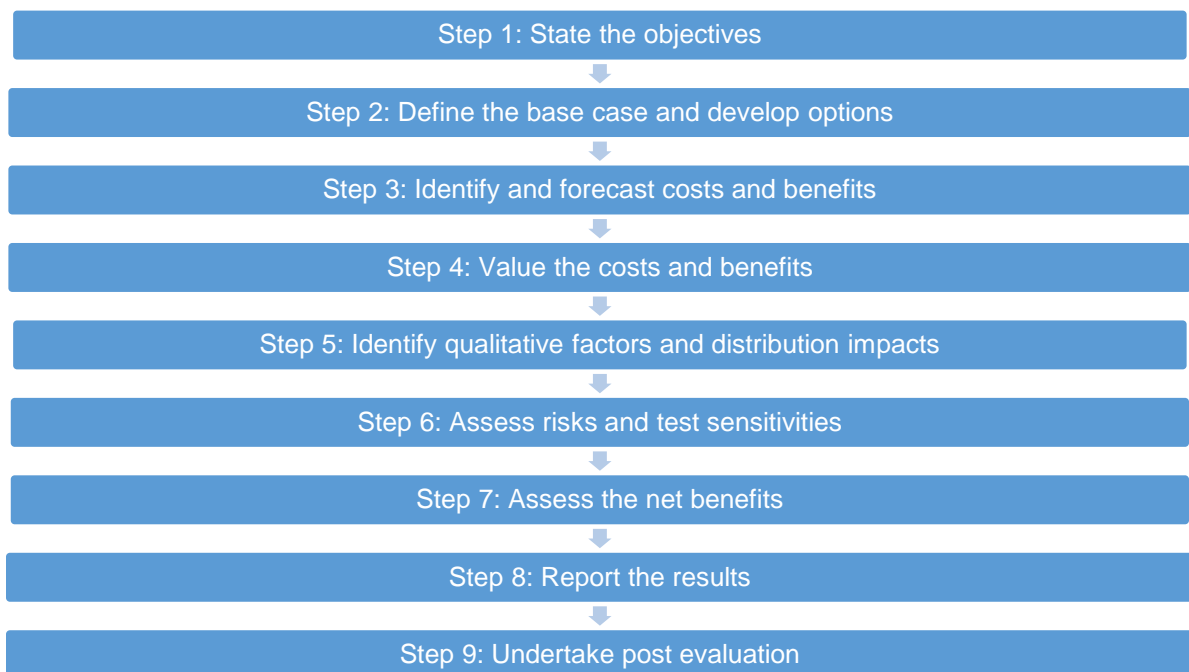 Step 1: State the objectives
Step 2: Define the base case and develop options
Step 3: Identify and forecast costs and benefits
Step 4: Value the costs and benefits
Step 5: Identify qualitative factors and distribution impacts
Step 6: Assess risks and test sensitivities
Step 7: Assess the net benefits
Step 8: Report the results
Step 9: Undertake post evaluation